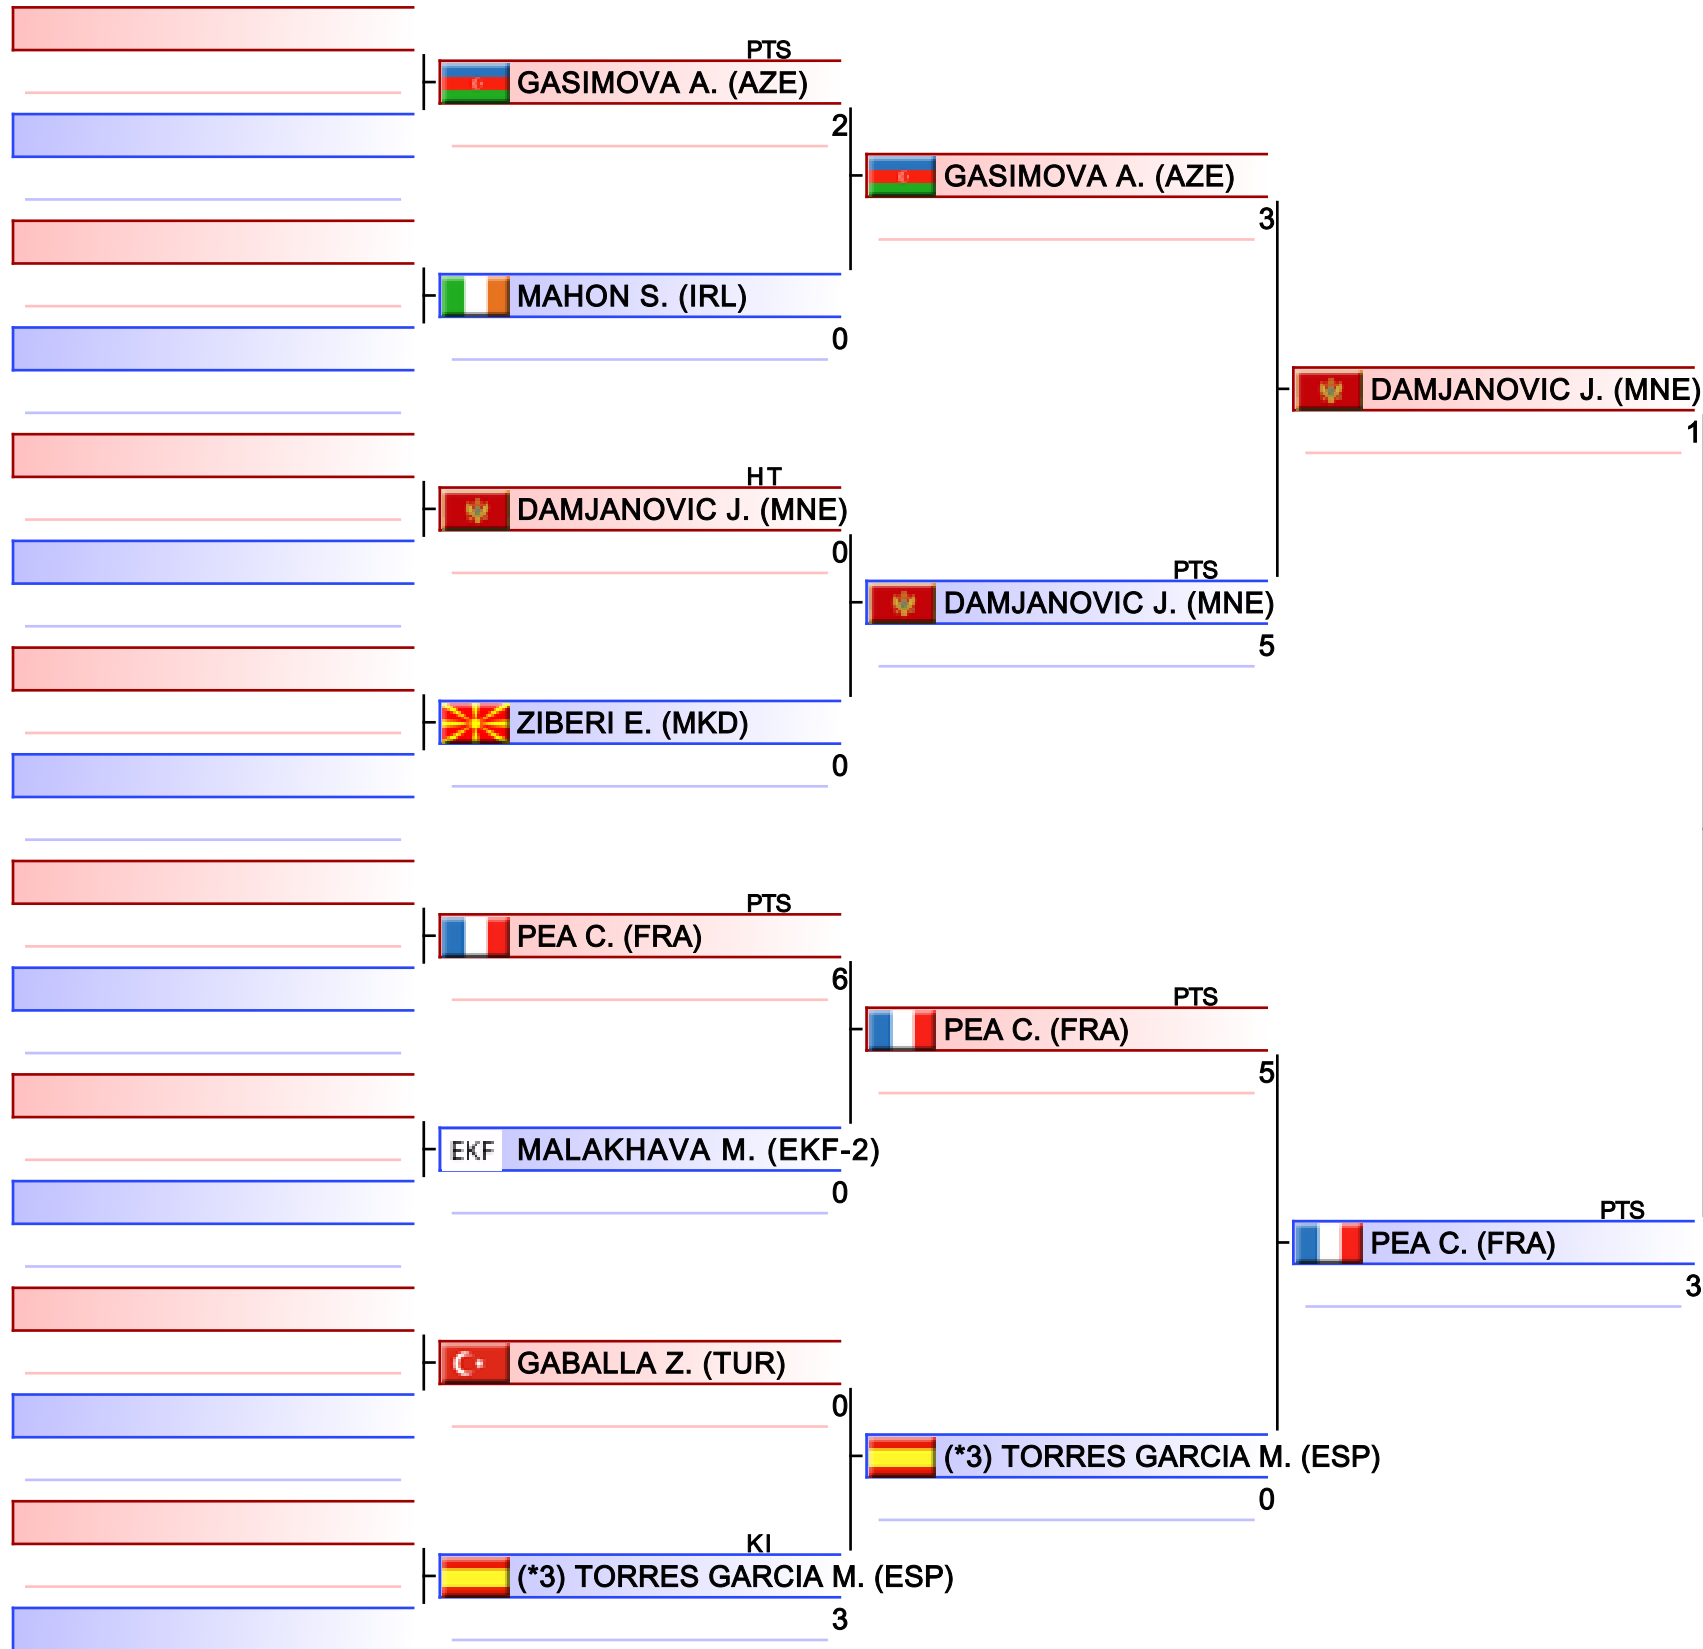 PTS
GASIMOVA A. (AZE)
2
GASIMOVA A. (AZE)
3
MAHON S. (IRL)
0
DAMJANOVIC J. (MNE)
1
HT
DAMJANOVIC J. (MNE)
0
PTS
DAMJANOVIC J. (MNE)
5
ZIBERI E. (MKD)
0
PTS
PEA C. (FRA)
6
PTS
PEA C. (FRA)
5
EKF MALAKHAVA M. (EKF-2)
0
PTS
PEA C. (FRA)
3
GABALLA Z. (TUR)
0
(*3) TORRES GARCIA M. (ESP)
0
KI
(*3) TORRES GARCIA M. (ESP)
3